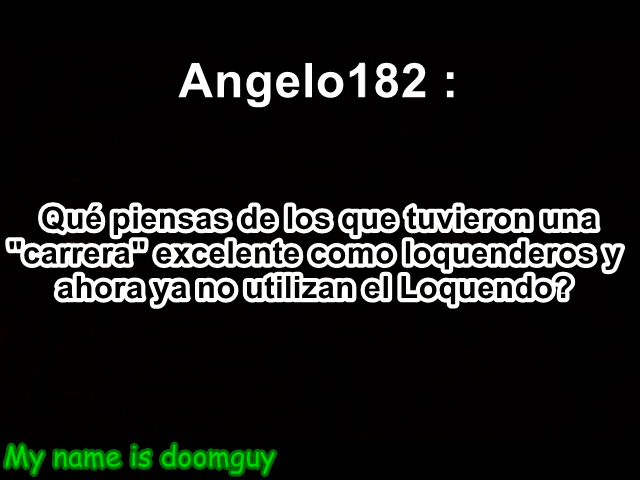 Angelo182 :
Qué piensas de los que tuvieron una
"carrera" excelente como loquenderos y
ahora ya no utilizan el Loquendo?
My name is doomguy